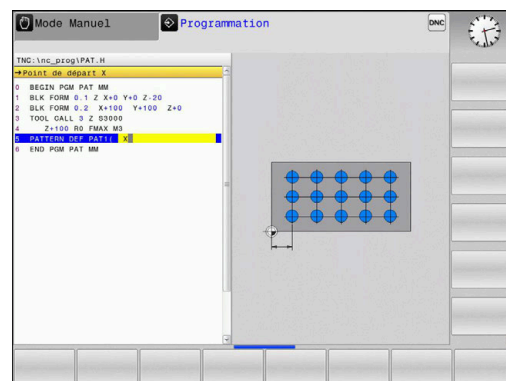 Mode Manuel
Programmation
DNC
TNC:\nc_prog\PAT.H
→Point de départ X
0 BEGIN PGM PAT MM
1 BLK FORM 0.1 Z X+0 Y+0 Z-20
2 BLK FORM 0.2 X+100 Y+100 Z+0
3 TOOL CALL 3 Z S3000
4 Z+100 R0 FMAX M3
5 PATTERN DEF PAT1( X
6 END PGM PAT MM